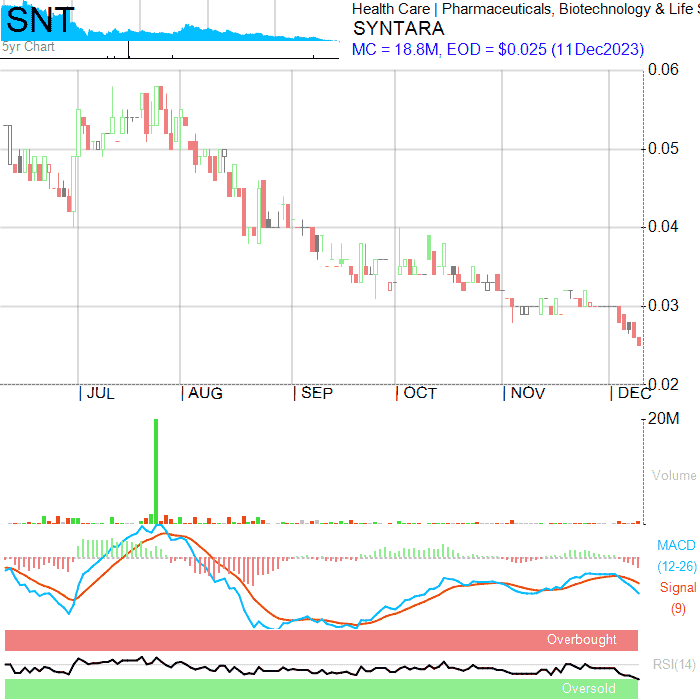 SNT
5yr Chart
Health Care | Pharmaceuticals, Biotechnology & Life S
SYNTARA
MC = 18.8M, EOD = $0.025 (11Dec2023)
0.06
0.05
0.04
0.03
0.02
JUL AUG SEP OCT NOV DEC
20M
Volume
MACD
(12-26)
Signal
(9)
Overbought
RSI(14)
Oversold